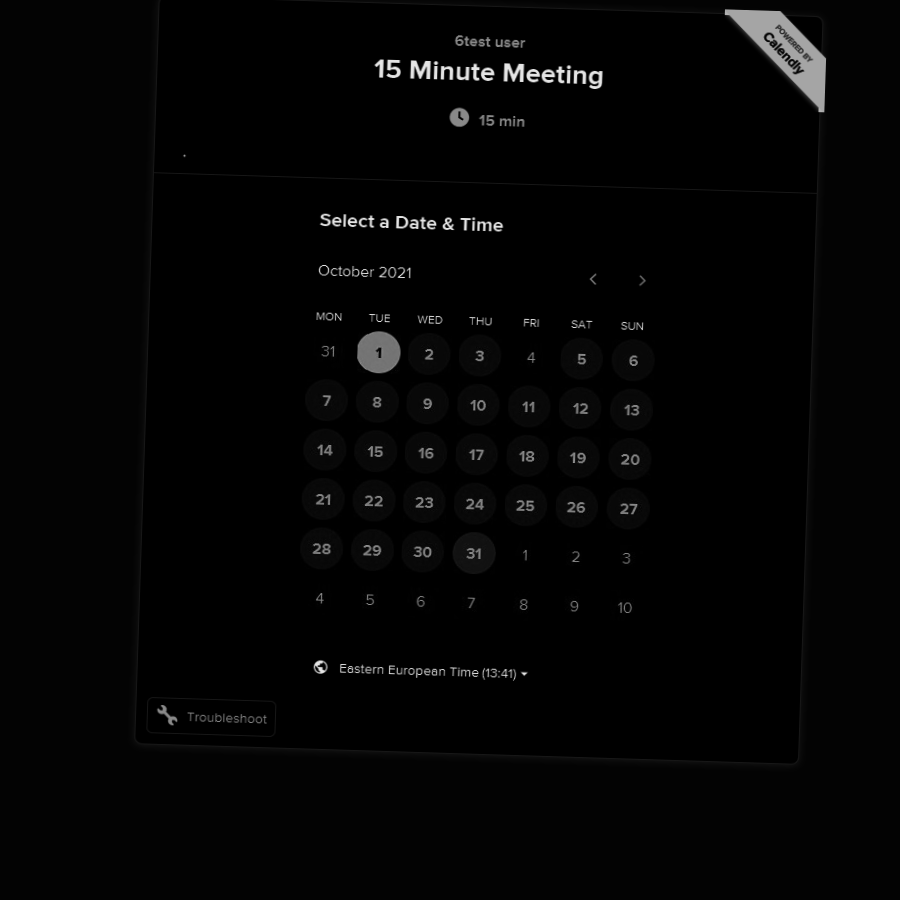 POWERED BY
Calendly
6test user
15 Minute Meeting
15 min
Select a Date & Time
October 2021
MON TUE WED THU FRI SAT SUN
31 1 2 3 4 5 6
7 8 9 10 11 12 13
14 15 16 17 18 19 20
21 22 23 24 25 26 27
28 29 30 31 1 2 3
4 5 6 7 8 9 10
Eastern European Time (13:41)
Troubleshoot